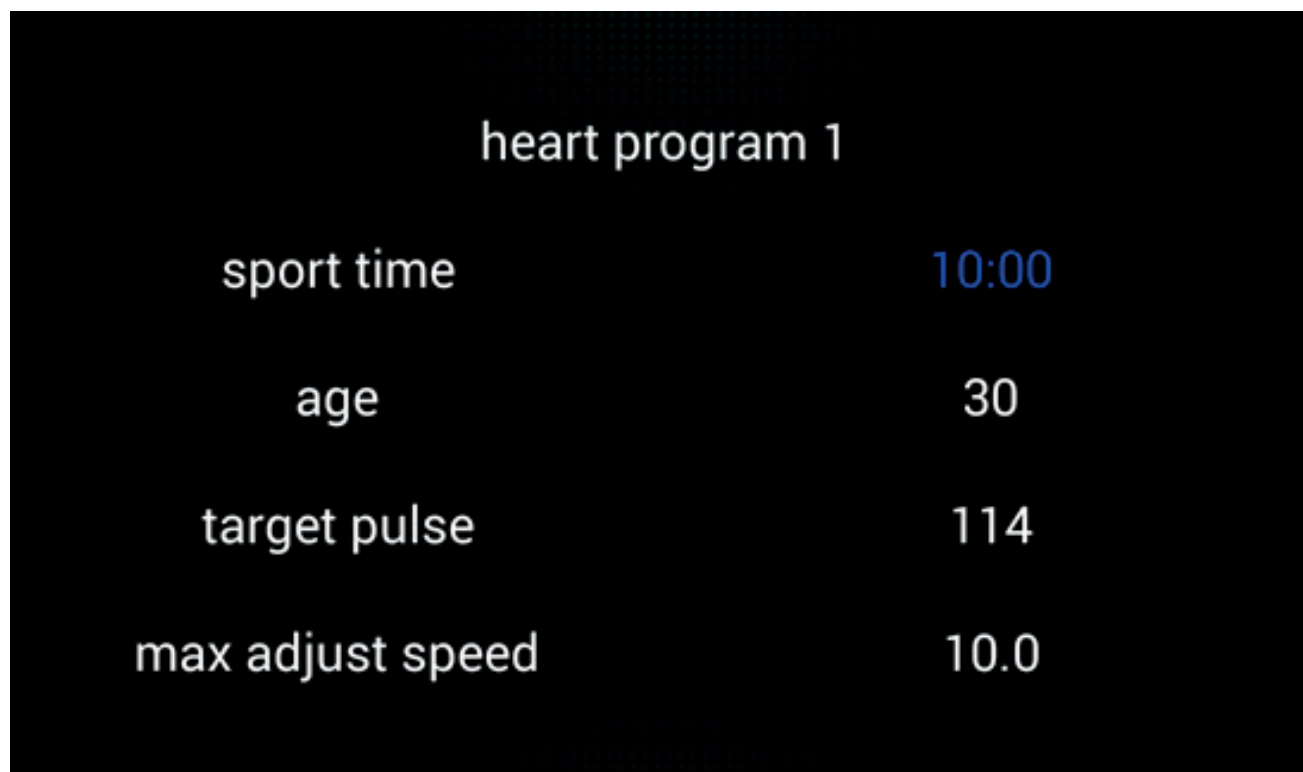 heart program 1
sport time 10:00
age 30
target pulse 114
max adjust speed 10.0